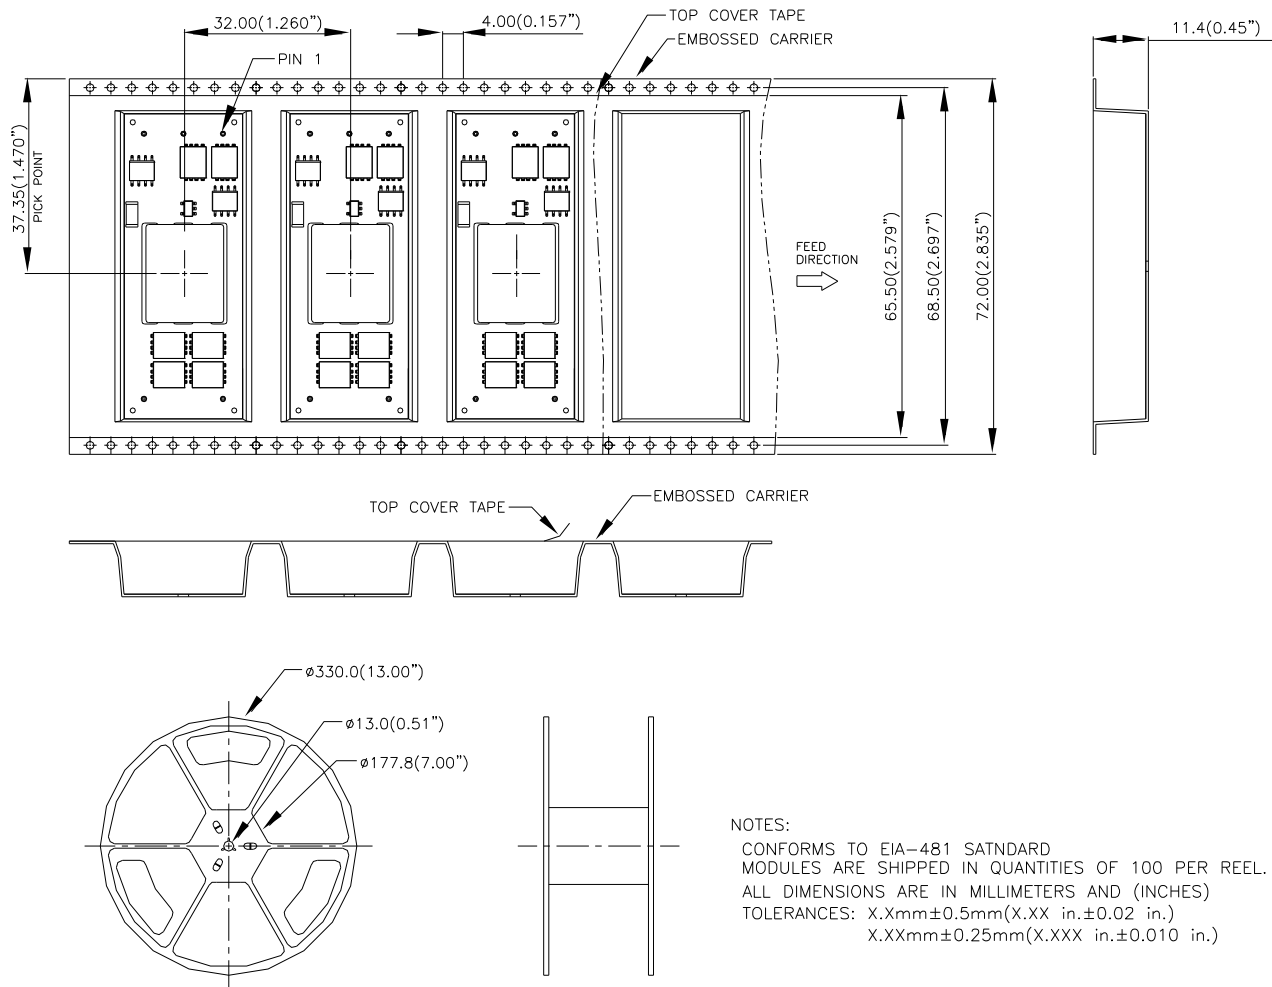 32.00(1.260”)
4.00(0.157”)
TOP COVER TAPE
EMBOSSED CARRIER
11.4(0.45”)
PIN 1
37.35(1.470”)
PICK POINT
FEED
DIRECTION
65.50(2.579”)
68.50(2.697”)
72.00(2.835”)
TOP COVER TAPE
EMBOSSED CARRIER
ø330.0(13.00”)
ø13.0(0.51”)
ø177.8(7.00”)
NOTES:
CONFORMS TO EIA–481 SATNDARD
MODULES ARE SHIPPED IN QUANTITIES OF 100 PER REEL.
ALL DIMENSIONS ARE IN MILLIMETERS AND (INCHES)
TOLERANCES: X.Xmm±0.5mm(X.XX in.±0.02 in.)
X.XXmm±0.25mm(X.XXX in.±0.010 in.)